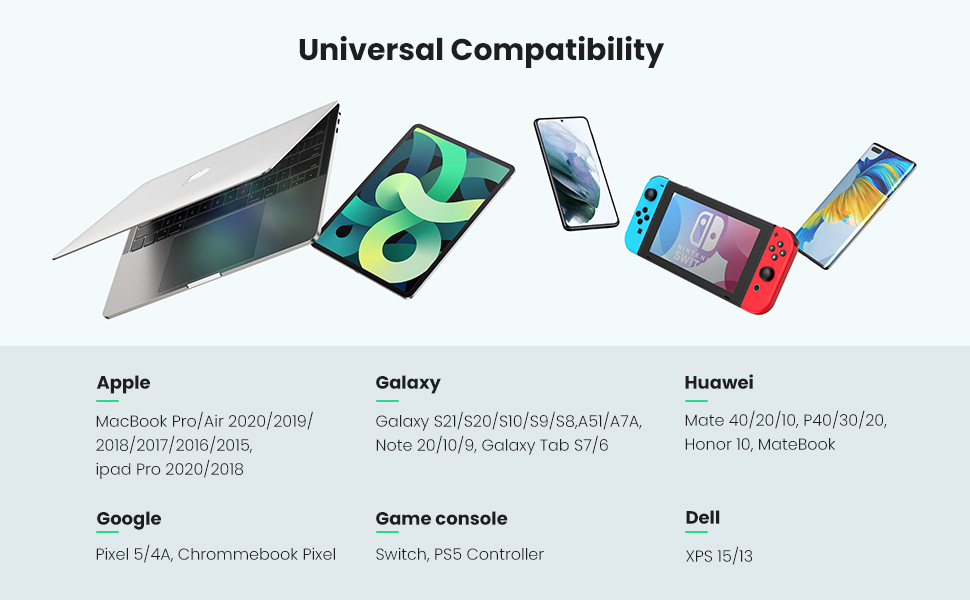 Universal Compatibility
NINTEN
SWIT
Apple
MacBook Pro/Air 2020/2019/
2018/2017/2016/2015,
ipad Pro 2020/2018
Galaxy
Galaxy S21/S20/S10/S9/S8,A51/A7A,
Note 20/10/9, Galaxy Tab S7/6
Huawei
Mate 40/20/10, P40/30/20,
Honor 10, MateBook
Google
Pixel 5/4A, Chrommebook Pixel
Game console
Switch, PS5 Controller
Dell
XPS 15/13